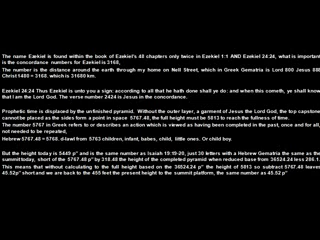 The name Ezekiel is found within the book of Ezekiel's 48 chapters only twice in Ezekiel 1:1 AND Ezekiel 24:24, what is important
is the concordance numbers for Ezekiel is 3168,
The number is the distance around the earth through my home on Nell Street, which in Greek Gematria is Lord 800 Jesus 888
Christ 1480 = 3168. which is 31680 km.
Ezekiel 24:24 Thus Ezekiel is unto you a sign: according to all that he hath done shall ye do: and when this cometh, ye shall know
that I am the Lord God. The verse number 2424 is Jesus in the concordance.
Prophetic time is displaced by the unfinished pyramid. Without the outer layer, a garment of Jesus the Lord God, the top capstone
cannot be placed as the sides form a point in space 5767.48, the full height must be 5813 to reach the fullness of time.
The number 5767 in Greek refers to or describes an action which is viewed as having been completed in the past, once and for all,
not needed to be repeated,
Hebrew 5767.48 = 5768 -'owl from 5763 children, infant, babes, child, little ones. Or child boy.
But the height today is 5449 p" and is the same number as Isaiah 19:19-20, just 30 letters with a Hebrew Gematria the same as the
summit today, short of the 5767.48 p" by 318.48 the height of the completed pyramid when reduced base from 36524.24 less 286.1
This means that without calculating to the full height based on the 36524.24 p" the height of 5813 so subtract 5767.48 leaves
45.52p" short and we are back to the 455 feet the present height to the summit platform, the same number as 45.52 p"